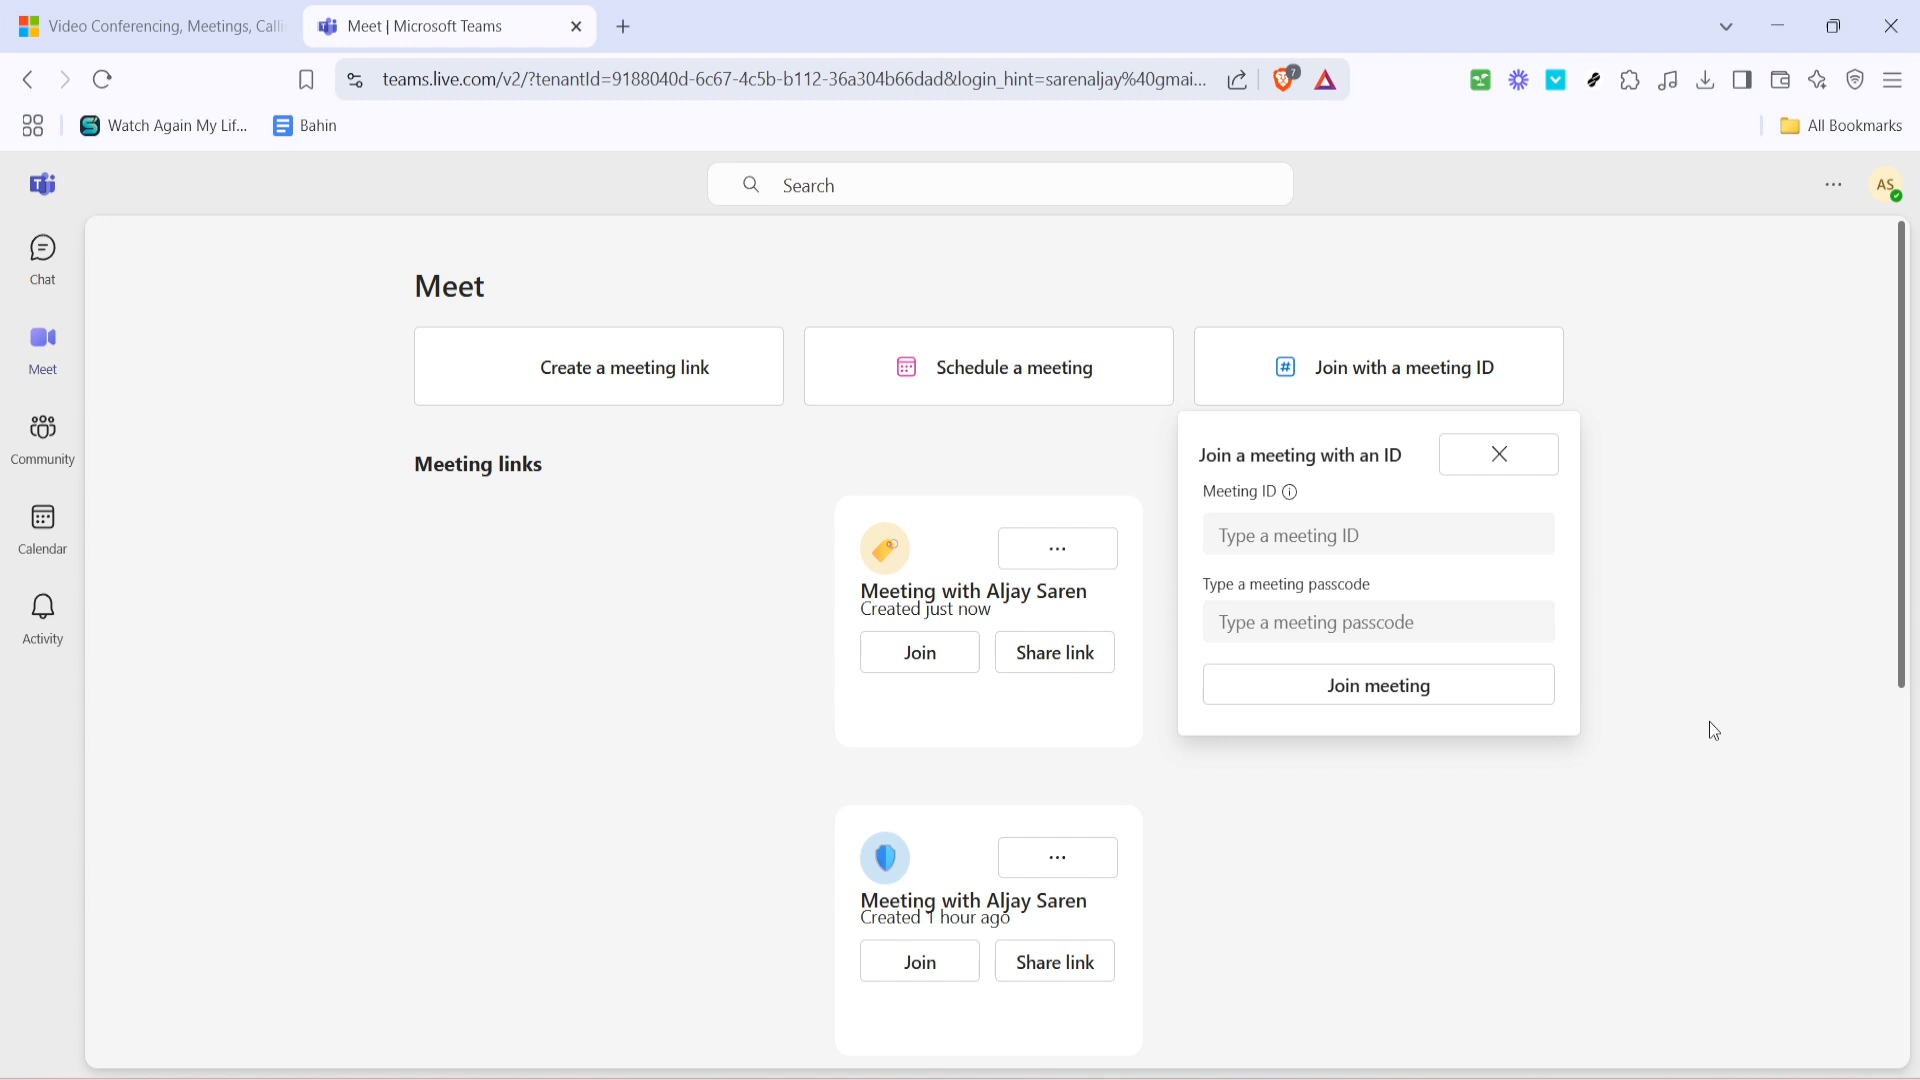 Video Conferencing, Meetings, Calli
Meet | Microsoft Teams
teams.live.com/v2/?tenantId=9188040d-6c67-4c5b-b112-36a304b66dad&login_hint=sarenaljay%40gmai...
7
Watch Again My Lif...
Bahin
All Bookmarks
Search
AS
Chat
Meet
Community
Calendar
Activity
Meet
Create a meeting link
Schedule a meeting
Join with a meeting ID
Meeting links
Meeting with Aljay Saren
Created just now
Join
Share link
Meeting with Aljay Saren
Created 1 hour ago
Join
Share link
Join a meeting with an ID
Meeting ID
Type a meeting ID
Type a meeting passcode
Type a meeting passcode
Join meeting